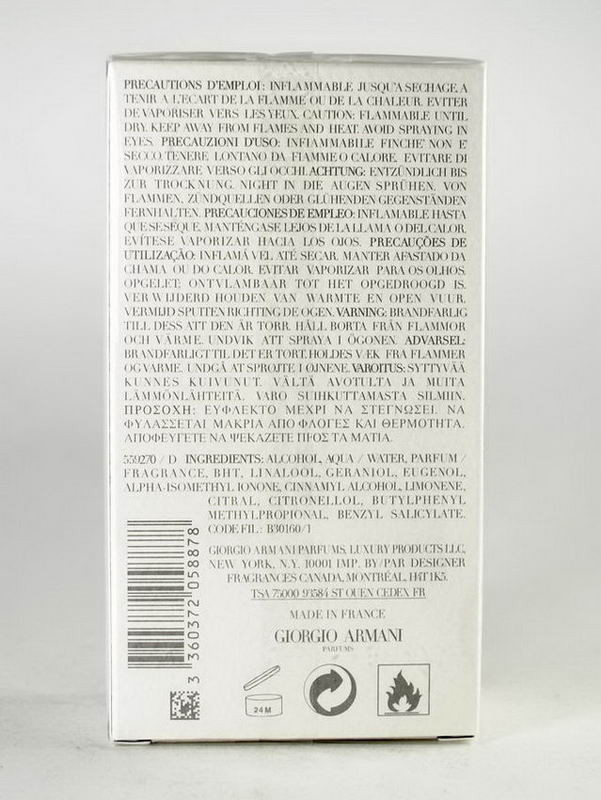 PRECAUTIONS D'EMPLOI: INFLAMMABLE JUSQU'A SECHAGE. A
TENIR A L'ECART DE LA FLAMME OU DE LA CHALEUR. EVITER
DE VAPORISER VERS LES YEUX. CAUTION: FLAMMABLE UNTIL
DRY. KEEP AWAY FROM FLAMES AND HEAT. AVOID SPRAYING IN
EYES. PRECAUZIONI D'USO: INFIAMMABILE FINCHE' NON E'
SECCO. TENERE LONTANO DA FIAMME O CALORE. EVITARE DI
VAPORIZZARE VERSO GLI OCCHI. ACHTUNG: ENTZÜNDLICH BIS
ZUR TROCKNUNG. NIGHT IN DIE AUGEN SPRÜHEN. VON
FLAMMEN, ZÜNDQUELLEN ODER GLÜHENDEN GEGENSTÄNDEN
FERNHALTEN. PRECAUCIONES DE EMPLEO: INFLAMABLE HASTA
QUE SE SEQUE. MANTÉNGASE LEJOS DE LA LLAMA O DEL CALOR.
EVÍTESE VAPORIZAR HACIA LOS OJOS. PRECAUÇÕES DE
UTILIZAÇÃO: INFLAMÁVEL ATÉ SECAR. MANTER AFASTADO DA
CHAMA OU DO CALOR. EVITAR VAPORIZAR PARA OS OLHOS.
OPGELET: ONTVLAMBAAR TOT HET OPGEDROOGD IS.
VERWIJDERD HOUDEN VAN WARMTE EN OPEN VUUR.
VERMIJD SPUITEN RICHTING DE OGEN. VARNING: BRANDFARLIG
TILL DESS ATT DEN ÄR TORR. HÅLL BORTA FRÅN FLAMMOR
OCH VÄRME. UNDVIK ATT SPRAYA I ÖGONEN. ADVARSEL:
BRANDFARLIGT TIL DET ER TORT. HOLDES VÆK FRA FLAMMER
OG VARME. UNDGÅ AT SPROJTE I ØJNENE. VAROITUS: SYTTYVÄÄ
KUNNES KUIVUNUT. VÄLTÄ AVOTULTA JA MUITA
LÄMMÖNLÄHTEITÄ. VARO SUIHKUTTAMASTA SILMIIN.
ΠΡΟΣΟΧΗ: ΕΥΦΛΕΚΤΟ ΜΕΧΡΙ ΝΑ ΣΤΕΓΝΩΣΕΙ. ΝΑ
ΦΥΛΑΣΣΕΤΑΙ ΜΑΚΡΙΑ ΑΠΟ ΦΛΟΓΕΣ ΚΑΙ ΘΕΡΜΟΤΗΤΑ.
ΑΠΟΦΕΥΓΕΤΕ ΝΑ ΨΕΚΑΖΕΤΕ ΠΡΟΣ ΤΑ ΜΑΤΙΑ.
559270 / D INGREDIENTS: ALCOHOL, AQUA / WATER, PARFUM /
FRAGRANCE, BHT, LINALOOL, GERANIOL, EUGENOL,
ALPHA-ISOMETHYL IONONE, CINNAMYL ALCOHOL, LIMONENE,
CITRAL, CITRONELLOL, BUTYLPHENYL
METHYLPROPIONAL, BENZYL SALICYLATE.
CODE FIL: B30160/1
GIORGIO ARMANI PARFUMS, LUXURY PRODUCTS LLC,
NEW YORK, N.Y. 10001 IMP. BY/PAR DESIGNER
FRAGRANCES CANADA, MONTRÉAL, H4T 1K5.
TSA 75000 93584 ST OUEN CEDEX FR
MADE IN FRANCE
GIORGIO ARMANI
PARFUMS
3 360372 058878
24 M